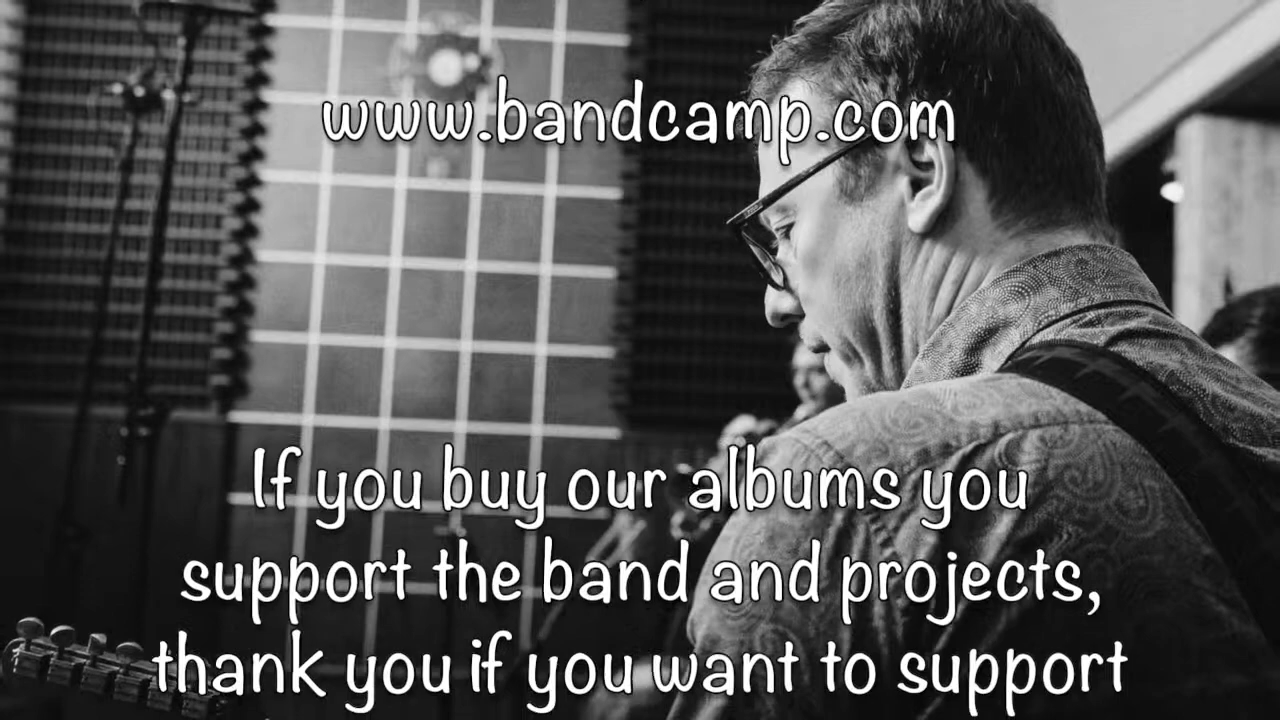 www.bandcamp.com
If you buy our albums you
support the band and projects,
thank you if you want to support